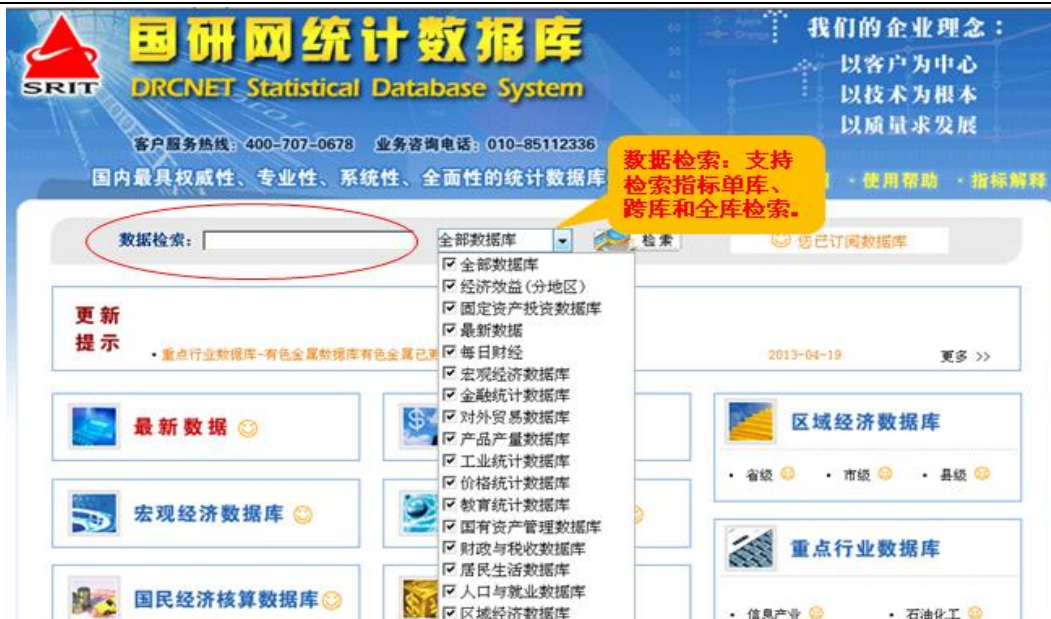 国研网统计数据库
DRCNET Statistical Database System
SRIT
我们的企业理念：
以客户为中心
以技术为根本
以质量求发展
客户服务热线：400-707-0678 业务咨询电话：010-85112336
国内最具权威性、专业性、系统性、全面性的统计数据库
·使用帮助 ·指标解释
数据检索：支持
检索指标单库、
跨库和全库检索。
数据检索：
全部数据库
检索
您已订阅数据库
全部数据库
经济效益(分地区)
固定资产投资数据库
最新数据
每日财经
宏观经济数据库
金融统计数据库
对外贸易数据库
产品产量数据库
工业统计数据库
价格统计数据库
教育统计数据库
国有资产管理数据库
财政与税收数据库
居民生活数据库
人口与就业数据库
区域经济数据库
更新
提示
·重点行业数据库-有色金属数据库有色金属已更
2013-04-19
更多 >>
最新数据
宏观经济数据库
国民经济核算数据库
区域经济数据库
· 省级 · 市级 · 县级
重点行业数据库
· 信息产业 · 石油化工